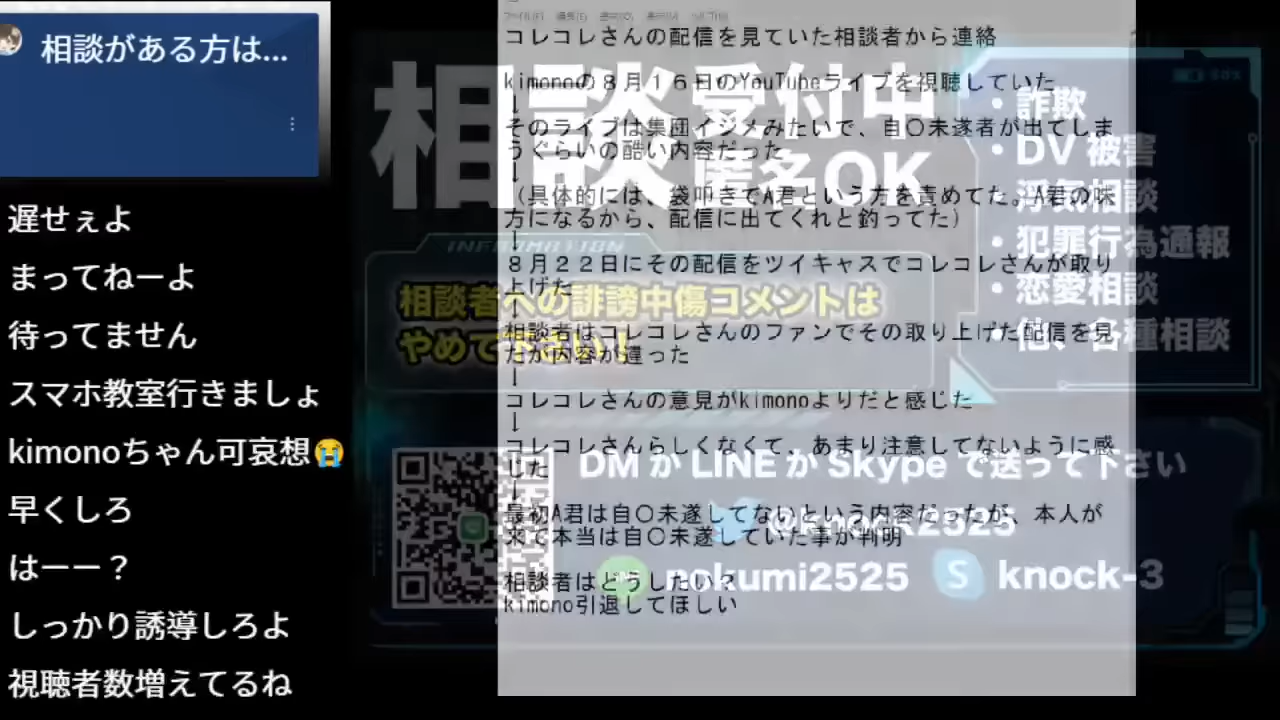 相談がある方は...
遅せぇよ
まってねーよ
待ってません
スマホ教室行きましょ
kimonoちゃん可哀想😭
早くしろ
はーー？
しっかり誘導しろよ
視聴者数増えてるね
コレコレさんの配信を見ていた相談者から連絡
kimonoの８月１６日のYouTubeライブを視聴していた
↓
そのライブは集団イジメみたいで、自〇未遂者が出てしま
うぐらいの酷い内容だった
↓
（具体的には、袋叩きでA君という方を責めてた。A君の味
方になるから、配信に出てくれと釣ってた）
↓
８月２２日にその配信をツイキャスでコレコレさんが取り
上げた
↓
相談者はコレコレさんのファンでその取り上げた配信を見
たが内容が違った
↓
コレコレさんの意見がkimonoよりだと感じた
↓
コレコレさんらしくなくて、あまり注意してないように感
じた
↓
最初A君は自〇未遂してないという内容だったが、本人が
来て本当は自〇未遂していた事が判明
相談者はどうしたい？
kimono引退してほしい
相談受付中
匿名OK
INFROMATION
相談者への誹謗中傷コメントは
やめて下さい！
・詐欺
・DV 被害
・浮気相談
・犯罪行為通報
・恋愛相談
・他、各種相談
DM か LINE か Skype で送って下さい
@knock2525
nokumi2525
knock-3